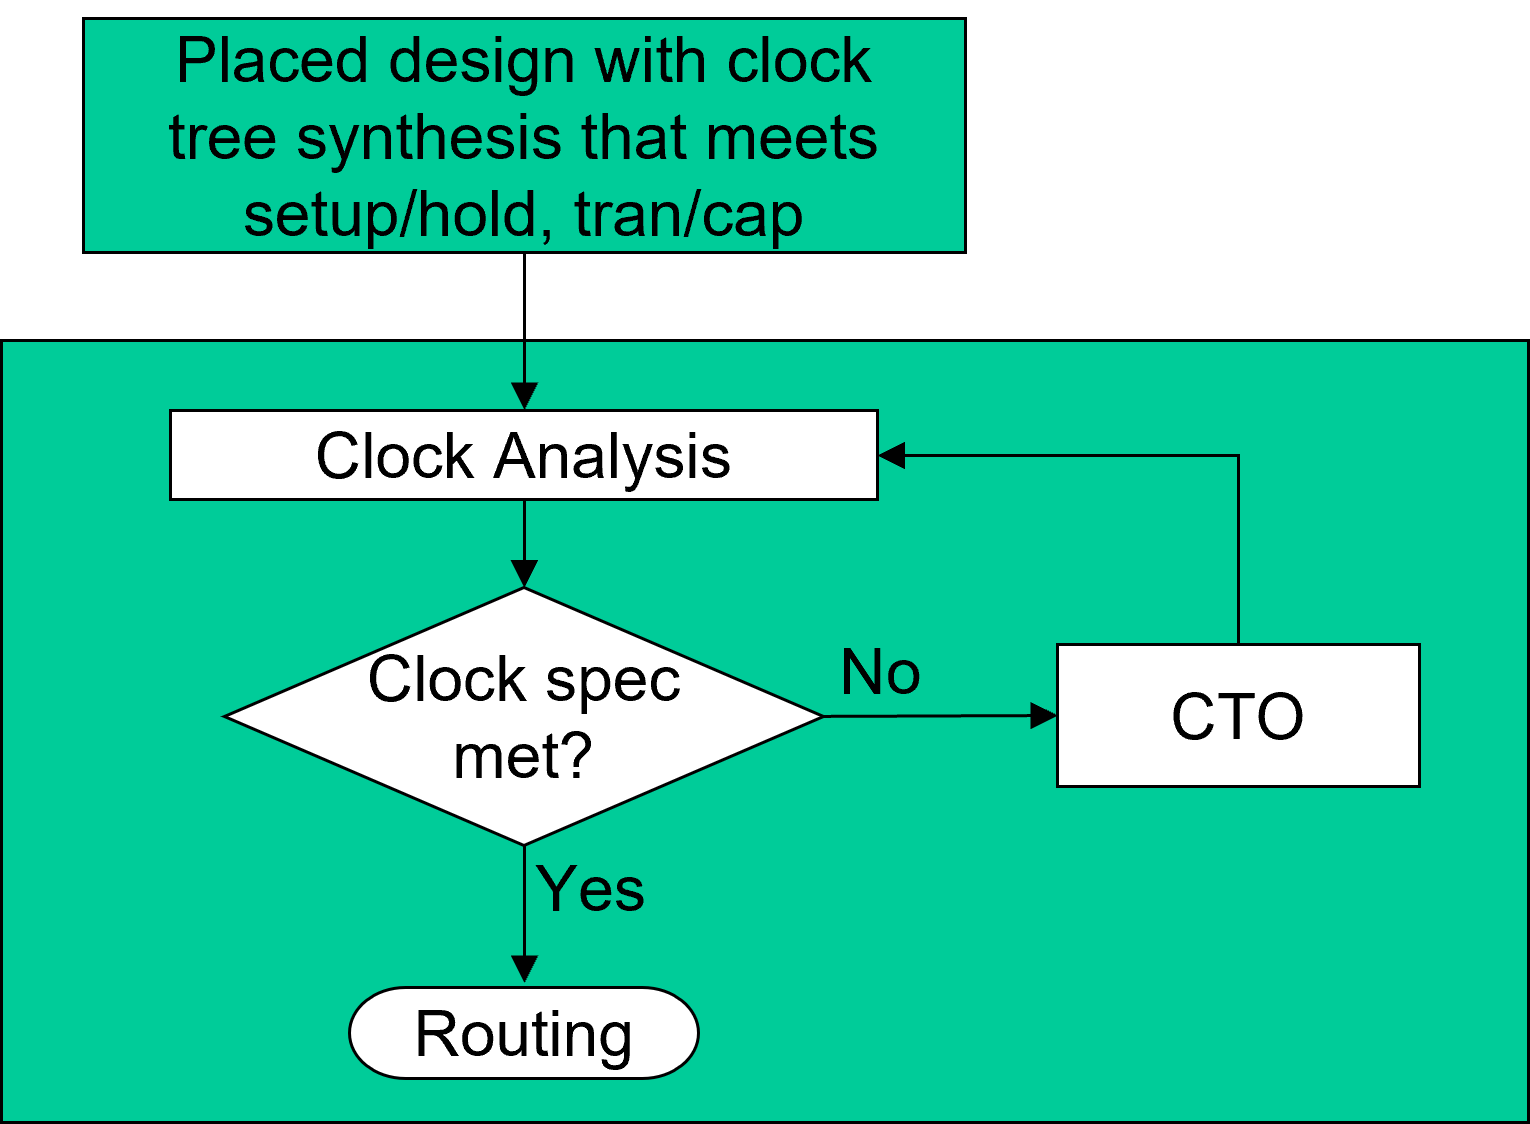 Placed design with clock
tree synthesis that meets
setup/hold, tran/cap
Clock Analysis
Clock spec
met?
No
CTO
Yes
Routing